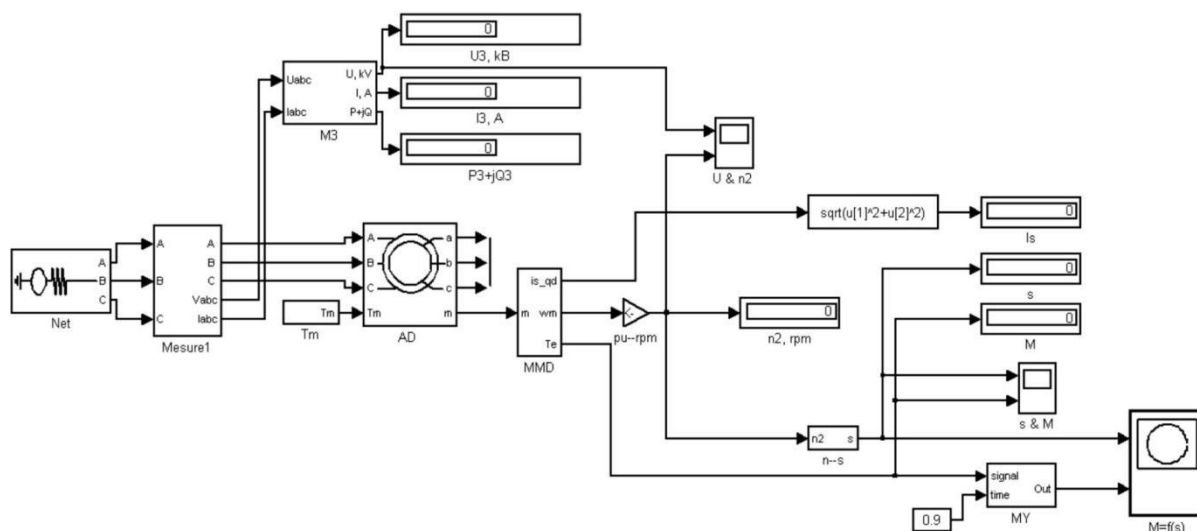 0
U3, kB
Uabc
U, kV
I, A
0
Iabc
P+jQ
M3
I3, A
0
P3+jQ3
U & n2
sqrt(u[1]^2+u[2]^2)
0
Is
A
A
A
A
a
B
B
B
B
b
C
C
C
C
c
Vabc
Iabc
Net
Mesure1
Tm
Tm
Tm
m
AD
is_qd
m
wm
Te
MMD
pu--rpm
0
n2, rpm
0
s
0
M
s & M
n2
s
n--s
signal
time
Out
MY
0.9
M=f(s)